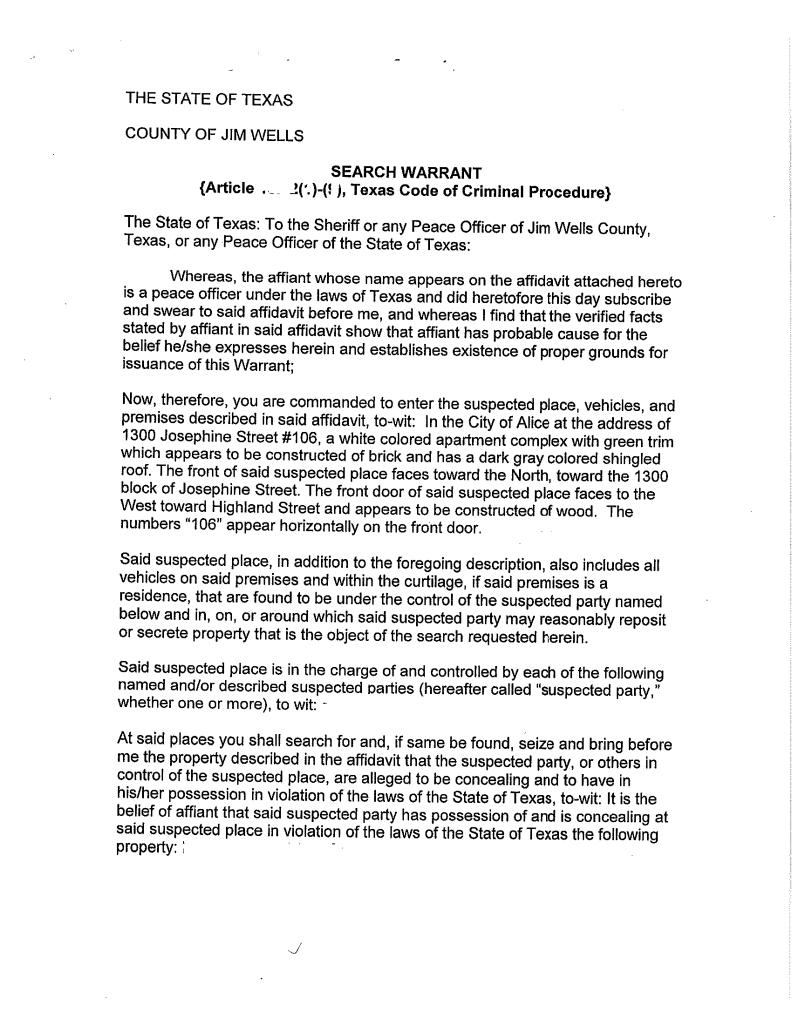 THE STATE OF TEXAS
COUNTY OF JIM WELLS
SEARCH WARRANT
{Article Texas Code of Criminal Procedure}
The State of Texas: To the Sheriff or any Peace Officer of Jim Wells County,
Texas, or any Peace Officer of the State of Texas:
Whereas, the affiant whose name appears on the affidavit attached hereto
is a peace officer under the laws of Texas and did heretofore this day subscribe
and swear to said affidavit before me, and whereas I find that the verified facts
stated by affiant in said affidavit show that affiant has probable cause for the
belief he/she expresses herein and establishes existence of proper grounds for
issuance of this Warrant;
Now, therefore, you are commanded to enter the suspected place, vehicles, and
premises described in said affidavit, to-wit: In the City of Alice at the address of
1300 Josephine Street #106, a white colored apartment complex with green trim
which appears to be constructed of brick and has a dark gray colored shingled
roof. The front of said suspected place faces toward the North, toward the 1300
block of Josephine Street. The front door of said suspected place faces to the
West toward Highland Street and appears to be constructed of wood. The
numbers "106" appear horizontally on the front door.
Said suspected place, in addition to the foregoing description, also includes all
vehicles on said premises and within the curtilage, if said premises is a
residence, that are found to be under the control of the suspected party named
below and in, on, or around which said suspected party may reasonably reposit
or secrete property that is the object of the search requested herein.
Said suspected place is in the charge of and controlled by each of the following
named and/or described suspected parties (hereafter called "suspected party,"
whether one or more), to wit:
At said places you shall search for and, if same be found, seize and bring before
me the property described in the affidavit that the suspected party, or others in
control of the suspected place, are alleged to be concealing and to have in
his/her possession in violation of the laws of the State of Texas, to-wit: It is the
belief of affiant that said suspected party has possession of and is concealing at
said suspected place in violation of the laws of the State of Texas the following
property: